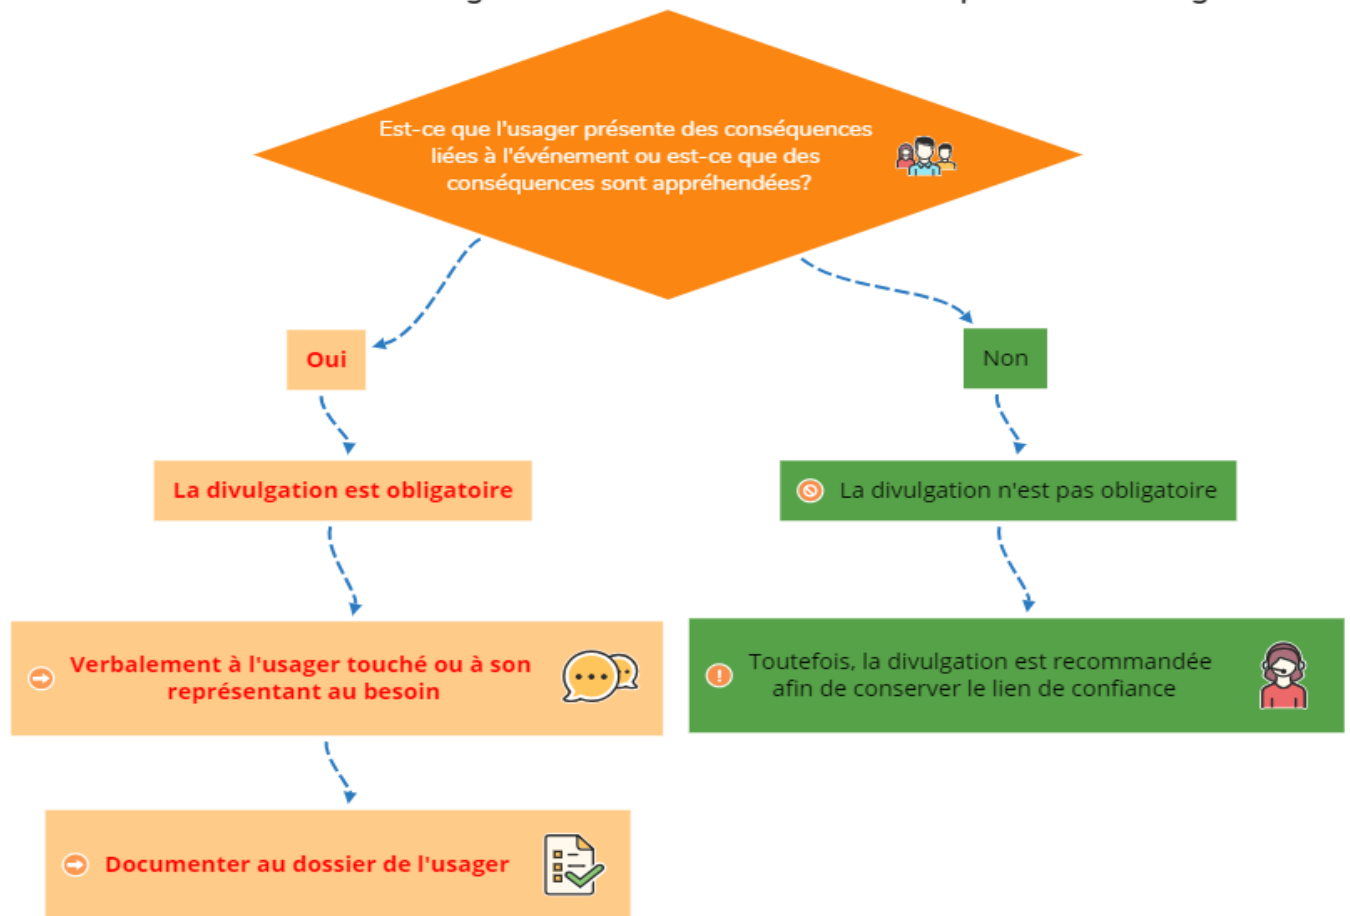 Est-ce que l'usager présente des conséquences
liées à l'événement ou est-ce que des
conséquences sont appréhendées?
Oui
Non
La divulgation est obligatoire
La divulgation n'est pas obligatoire
Verbalement à l'usager touché ou à son
représentant au besoin
Toutefois, la divulgation est recommandée
afin de conserver le lien de confiance
Documenter au dossier de l'usager